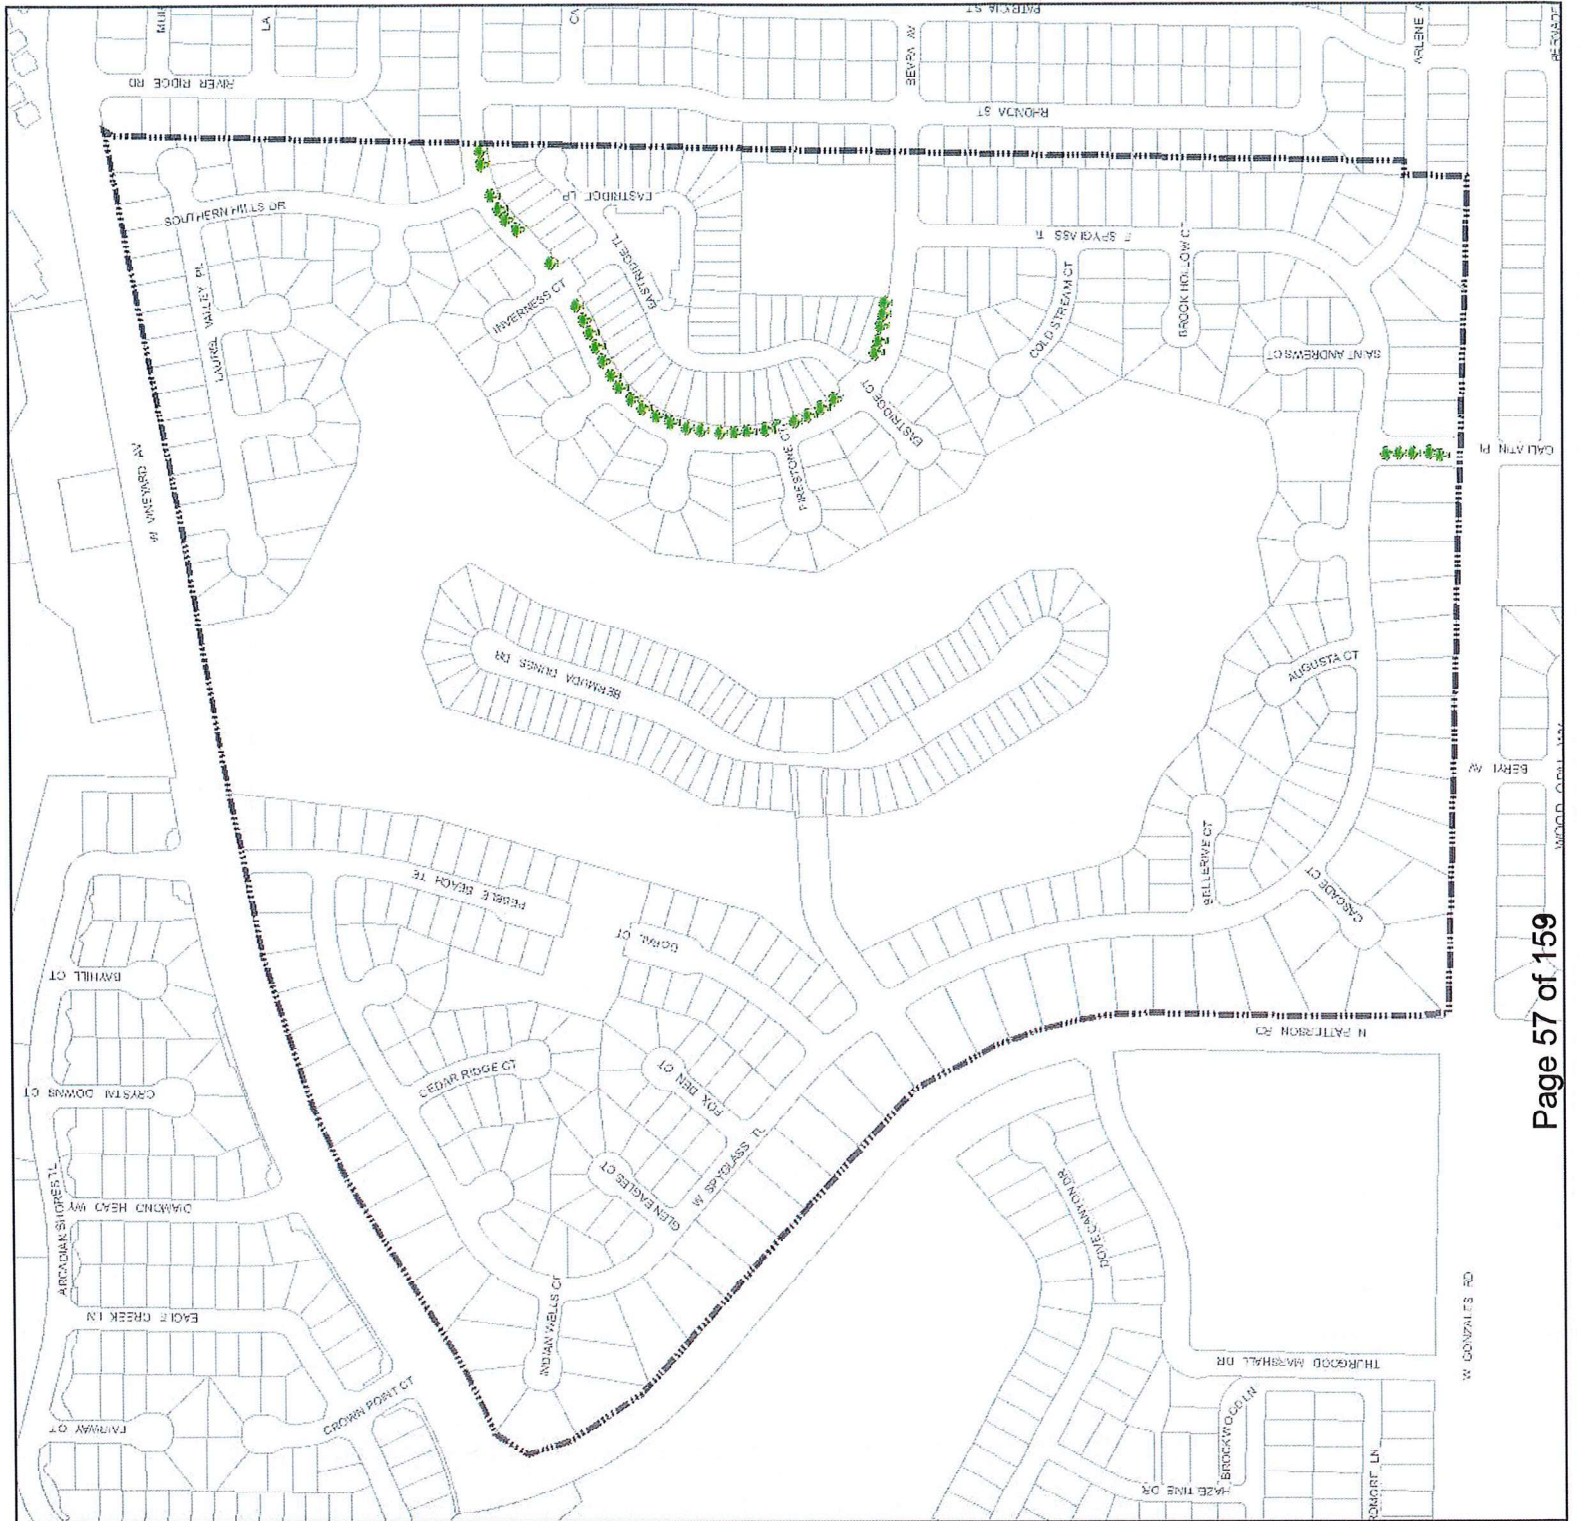 PATRICIA ST
RIVER RIDGE RD
BEVRA AV
RHONDA ST
SOUTHERN HILLS DR
LAUREL VALLEY PL
EASTRIDGE LP
EASTRIDGE TL
INVERNESS CT
E SPYGLASS TL
COLD STREAM CT
BROOK HOLLOW CT
SAINT ANDREWS CT
EASTRIDGE CT
FIRESTONE CT
GALLATIN PL
W VINEYARD AV
BERMUDA DUNES DR
AUGUSTA CT
BERYL AV
BELLERIVE CT
CASCADE CT
PEBBLE BEACH TE
DORAL CT
BAYHILL CT
CRYSTAL DOWNS CT
CEDAR RIDGE CT
FOX DEN CT
N PATTERSON RD
GLEN EAGLES CT
W SPYGLASS TL
DIAMOND HEAD WY
ARCADIAN SHORES TL
DOVE CANYON DR
EAGLE CREEK LN
INDIAN WELLS CT
THURGOOD MARSHALL DR
W GONZALES RD
FAIRWAY CT
CROWN POINT CT
BROCKWOOD LN
HAZELTINE DR
Page 57 of 159